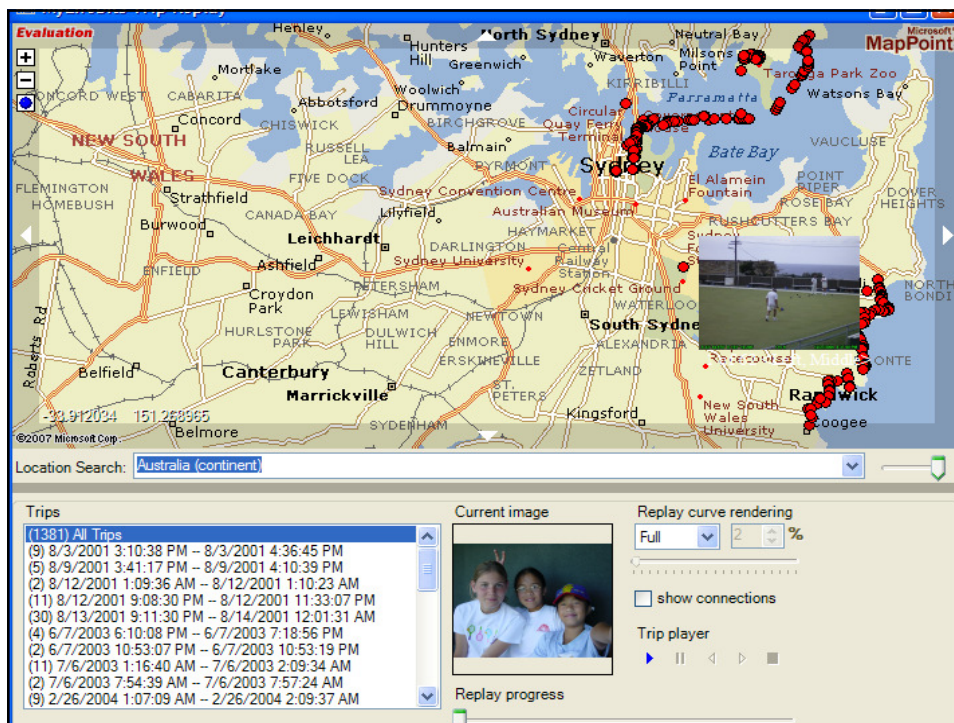 MyLifeBits Trip Replay
Evaluation
Microsoft
MapPoint
Henley
Hunters Hill
North Sydney
Neutral Bay
Milsons Point
Greenwich
Waverton
KIRRIBILLI
Mortlake
Woolwich
Taronga Park Zoo
CONCORD WEST
CABARITA
Abbotsford
Drummoyne
Parramatta
Watsons Bay
Concord
CHISWICK
BIRCHGROVE
Circular Quay Ferry Terminal
NEW SOUTH WALES
RUSSELL LEA
Balmain
VAUCLUSE
PYRMONT
Sydney
Bate Bay
FLEMINGTON
FIVE DOCK
El Alamein Fountain
POINT PIPER
HOMEBUSH
Strathfield
Sydney Convention Centre
ROSE BAY
DOVER HEIGHTS
CANADA BAY
Lilyfield
Australian Museum
RUSHCUTTERS BAY
Burwood
HAYMARKET
Leichhardt
DARLINGTON
Central Railway Station
Sydney
ENFIELD
Ashfield
Sydney University
PETERSHAM
Sydney Cricket Ground
NORTH BONDI
Croydon Park
LEWISHAM
NEWTOWN
WATERLOO
Roberts Rd
HURLSTONE PARK
DULWICH HILL
ENMORE
South Sydney
ERSKINEVILLE
ALEXANDRIA
Belfield
Canterbury
ZETLAND
Racecourse
Marrickville
ST. PETERS
Randwick
-33.912034 151.268965
Kingsford
New South Wales University
Coogee
SYDENHAM
©2007 Microsoft Corp.
Belmore
Location Search: Australia (continent)
Trips
(1381) All Trips
(9) 8/3/2001 3:10:38 PM -- 8/3/2001 4:36:45 PM
(5) 8/9/2001 3:41:17 PM -- 8/9/2001 4:10:39 PM
(2) 8/12/2001 1:09:36 AM -- 8/12/2001 1:10:23 AM
(11) 8/12/2001 9:08:30 PM -- 8/12/2001 11:33:07 PM
(30) 8/13/2001 9:11:30 PM -- 8/14/2001 12:01:31 AM
(4) 6/7/2003 6:10:08 PM -- 6/7/2003 7:18:56 PM
(2) 6/7/2003 10:53:07 PM -- 6/7/2003 10:53:19 PM
(11) 7/6/2003 1:16:40 AM -- 7/6/2003 2:09:34 AM
(2) 7/6/2003 7:54:39 AM -- 7/6/2003 7:57:24 AM
(9) 2/26/2004 1:07:09 AM -- 2/26/2004 2:09:37 AM
Current image
Replay curve rendering
Full
2 %
show connections
Trip player
Replay progress